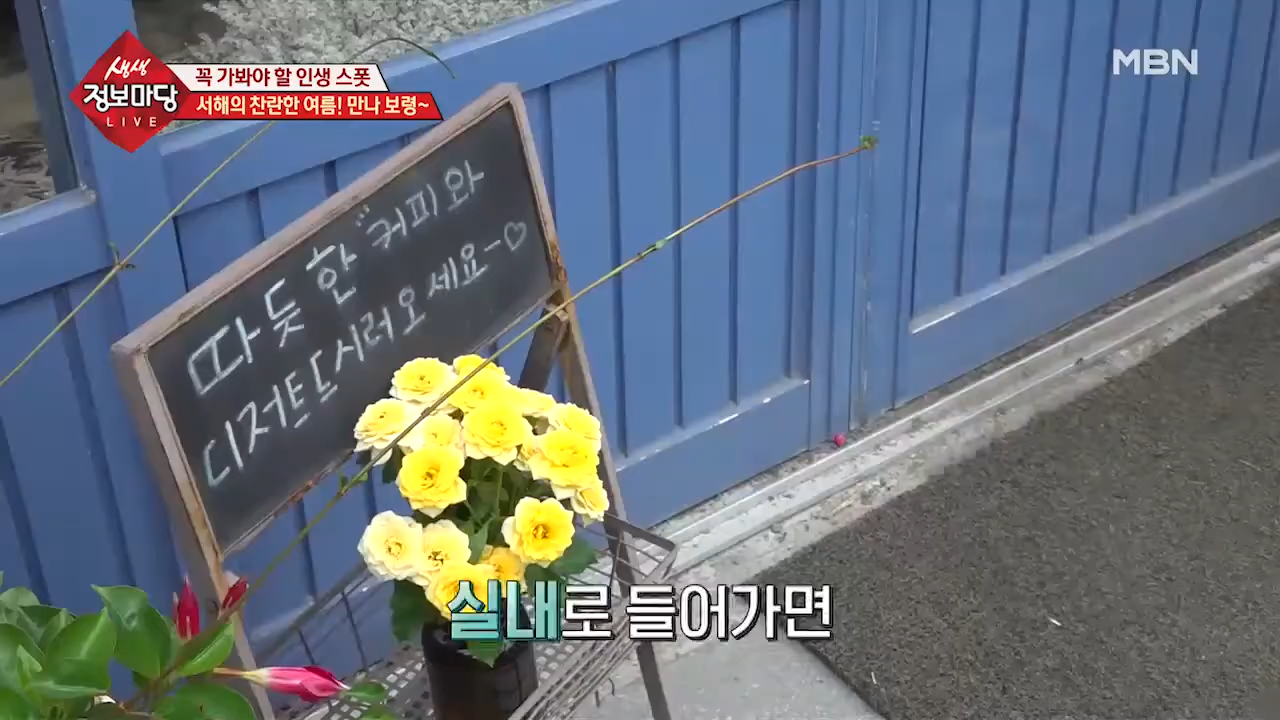 생생
정보마당
LIVE
꼭 가봐야 할 인생 스폿
서해의 찬란한 여름! 만나 보령~
MBN
따듯한 "커피와
디저트드시러오세요~♡
실내로 들어가면